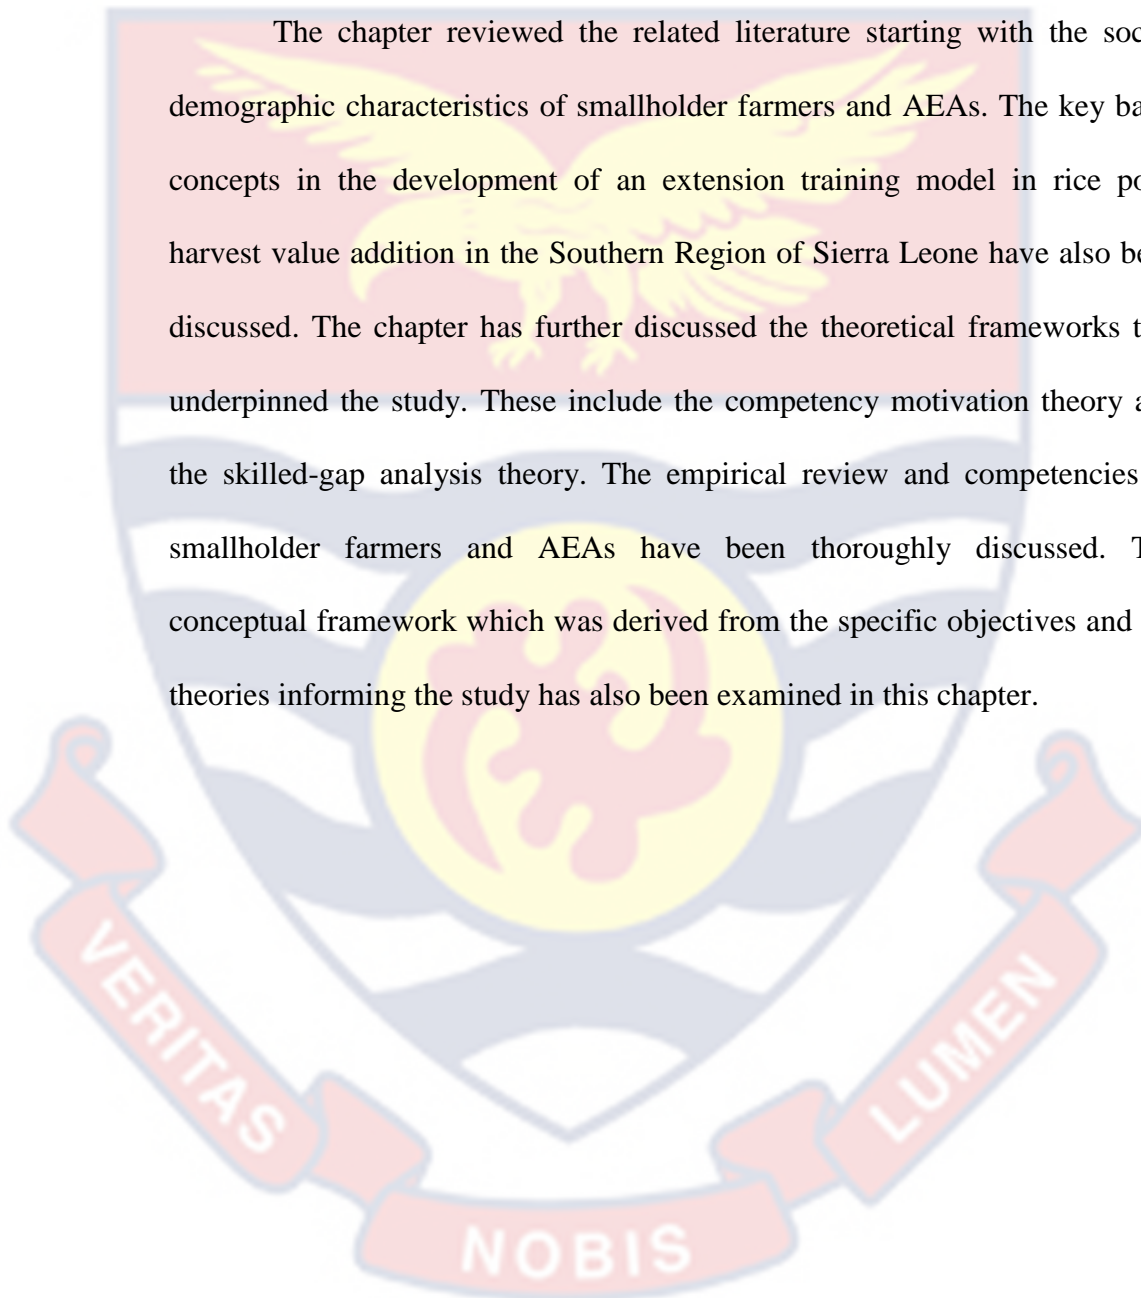 The chapter reviewed the related literature starting with the soc
demographic characteristics of smallholder farmers and AEAs. The key ba
concepts in the development of an extension training model in rice po
harvest value addition in the Southern Region of Sierra Leone have also be
discussed. The chapter has further discussed the theoretical frameworks t
underpinned the study. These include the competency motivation theory a
the skilled-gap analysis theory. The empirical review and competencies
smallholder farmers and AEAs have been thoroughly discussed. T
conceptual framework which was derived from the specific objectives and
theories informing the study has also been examined in this chapter.
VERITAS
NOBIS
LUMEN